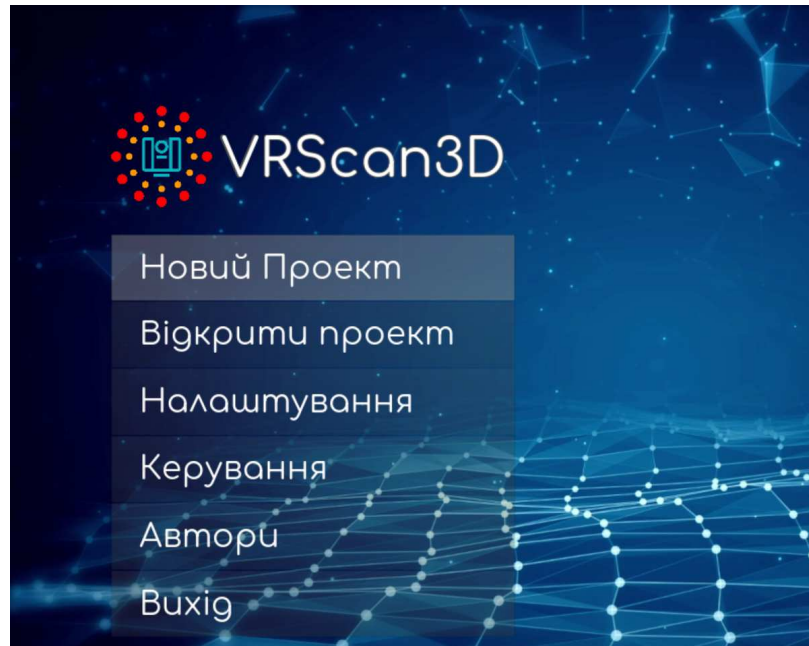 VRScan3D
Новий Проект
Відкрити проект
Налаштування
Керування
Автори
Вихід